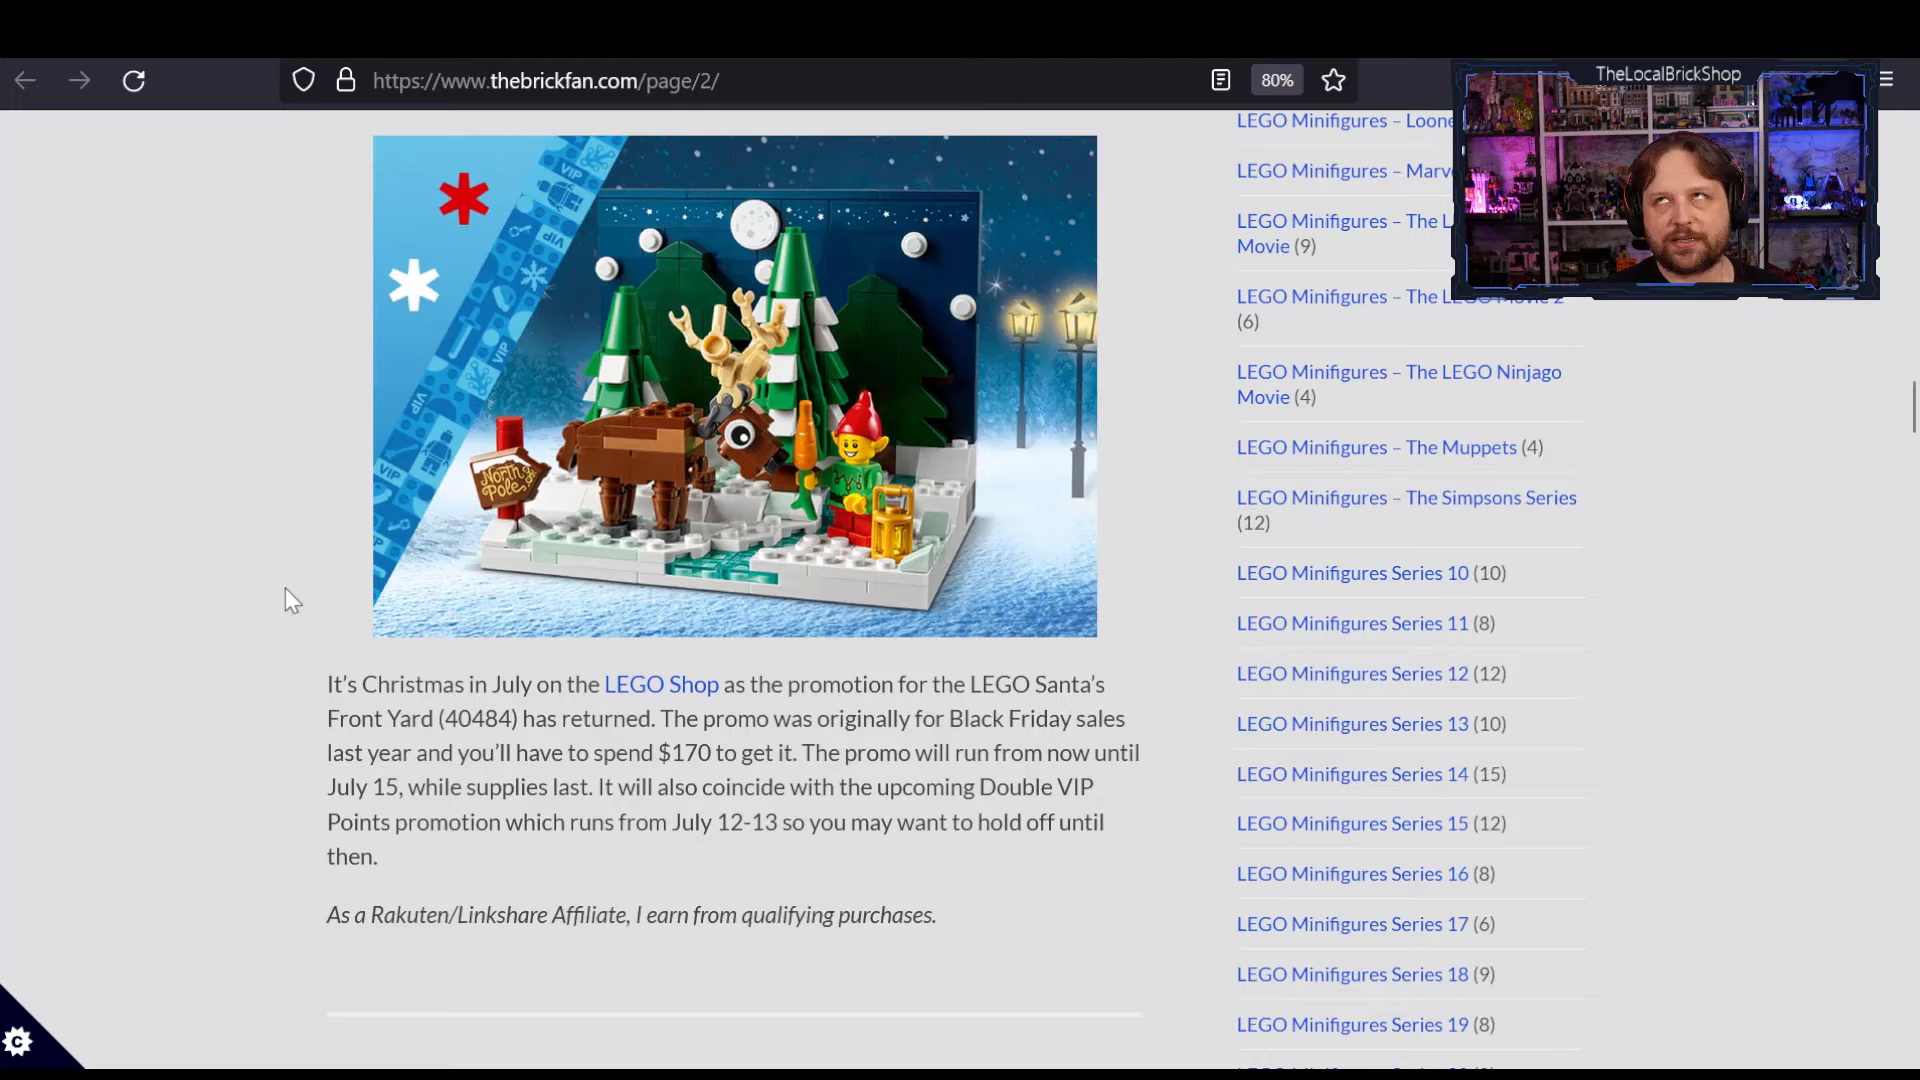 https://www.thebrickfan.com/page/2/
80%
TheLocalBrickShop
VIP
VIP
VIP
VIP
VIP
North
Pole
It's Christmas in July on the LEGO Shop as the promotion for the LEGO Santa's
Front Yard (40484) has returned. The promo was originally for Black Friday sales
last year and you'll have to spend $170 to get it. The promo will run from now until
July 15, while supplies last. It will also coincide with the upcoming Double VIP
Points promotion which runs from July 12-13 so you may want to hold off until
then.
As a Rakuten/Linkshare Affiliate, I earn from qualifying purchases.
LEGO Minifigures – Loone
LEGO Minifigures – Marv
LEGO Minifigures – The L
Movie (9)
LEGO Minifigures – The LEGO Movie 2
(6)
LEGO Minifigures – The LEGO Ninjago
Movie (4)
LEGO Minifigures – The Muppets (4)
LEGO Minifigures – The Simpsons Series
(12)
LEGO Minifigures Series 10 (10)
LEGO Minifigures Series 11 (8)
LEGO Minifigures Series 12 (12)
LEGO Minifigures Series 13 (10)
LEGO Minifigures Series 14 (15)
LEGO Minifigures Series 15 (12)
LEGO Minifigures Series 16 (8)
LEGO Minifigures Series 17 (6)
LEGO Minifigures Series 18 (9)
LEGO Minifigures Series 19 (8)